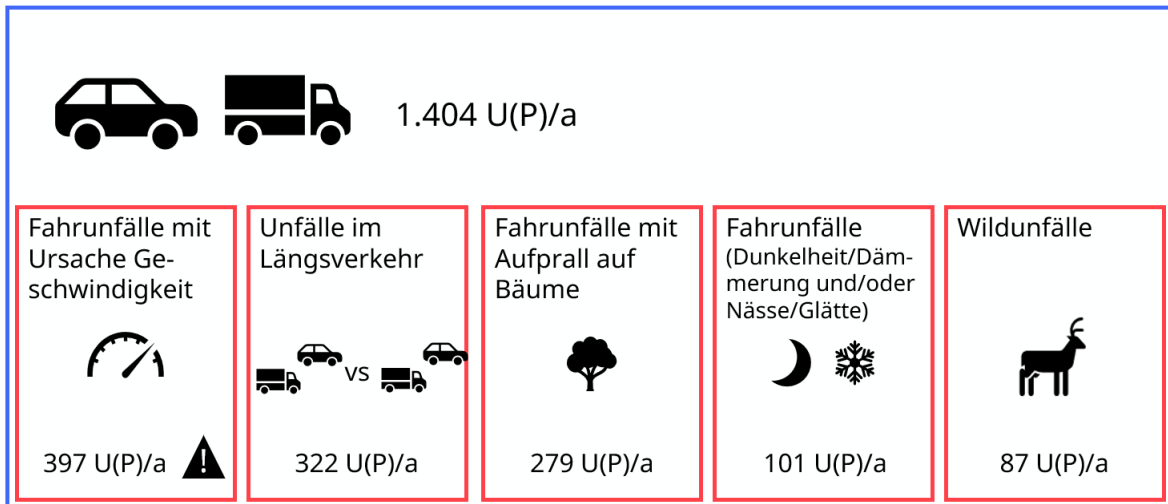 1.404 U(P)/a
Fahrunfälle mit
Ursache Ge-
schwindigkeit
397 U(P)/a
Unfälle im
Längsverkehr
vs
322 U(P)/a
Fahrunfälle mit
Aufprall auf
Bäume
279 U(P)/a
Fahrunfälle
(Dunkelheit/Däm-
merung und/oder
Nässe/Glätte)
101 U(P)/a
Wildunfälle
87 U(P)/a